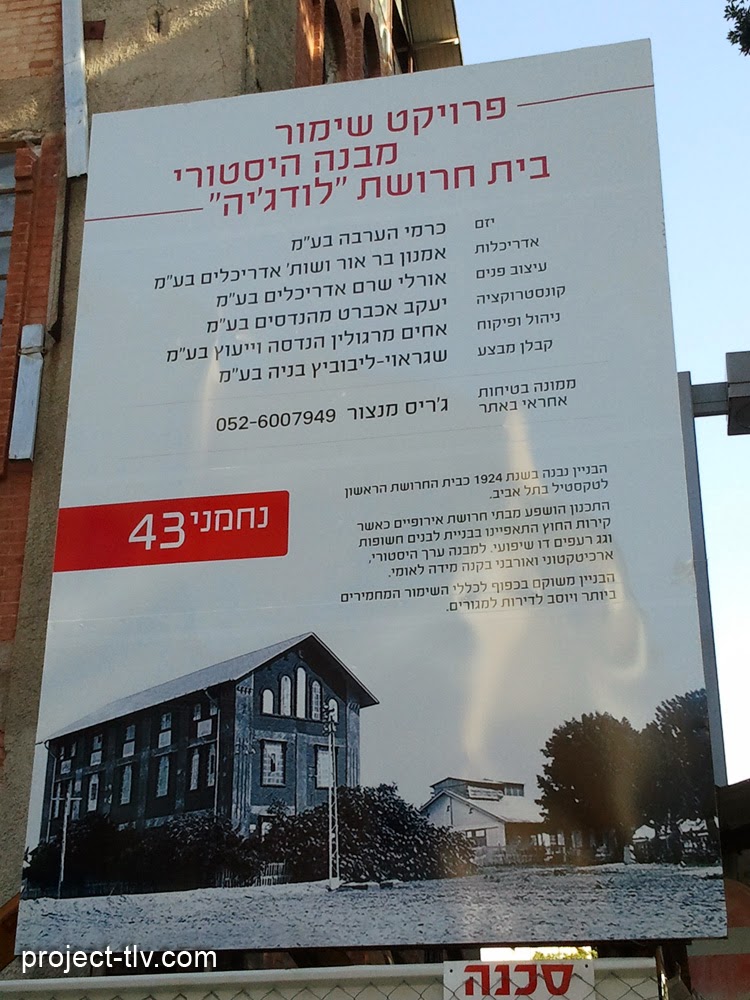 פרויקט שימור
מבנה היסטורי
בית חרושת "לודג'יה"
יזם כרמי הערבה בע"מ
אדריכלות אמנון בר אור ושות' אדריכלים בע"מ
עיצוב פנים אורלי שרם אדריכלים בע"מ
קונסטרוקציה יעקב אכברט מהנדסים בע"מ
ניהול ופיקוח אחים מרגולין הנדסה וייעוץ בע"מ
קבלן מבצע שגראוי-ליבוביץ בניה בע"מ
ממונה בטיחות
אחראי באתר ג'ריס מנצור 052-6007949
הבניין נבנה בשנת 1924 כבית החרושת הראשון
לטקסטיל בתל אביב.
התכנון הושפע מבתי חרושת אירופיים כאשר
קירות החוץ התאפיינו בבניית לבנים חשופות
וגג רעפים דו שיפועי. למבנה ערך היסטורי,
ארכיטקטוני ואורבני בקנה מידה לאומי.
הבניין משוקם בכפוף לכללי השימור המחמירים
ביותר ויוסב לדירות למגורים.
נחמני 43
project-tlv.com
סכנה